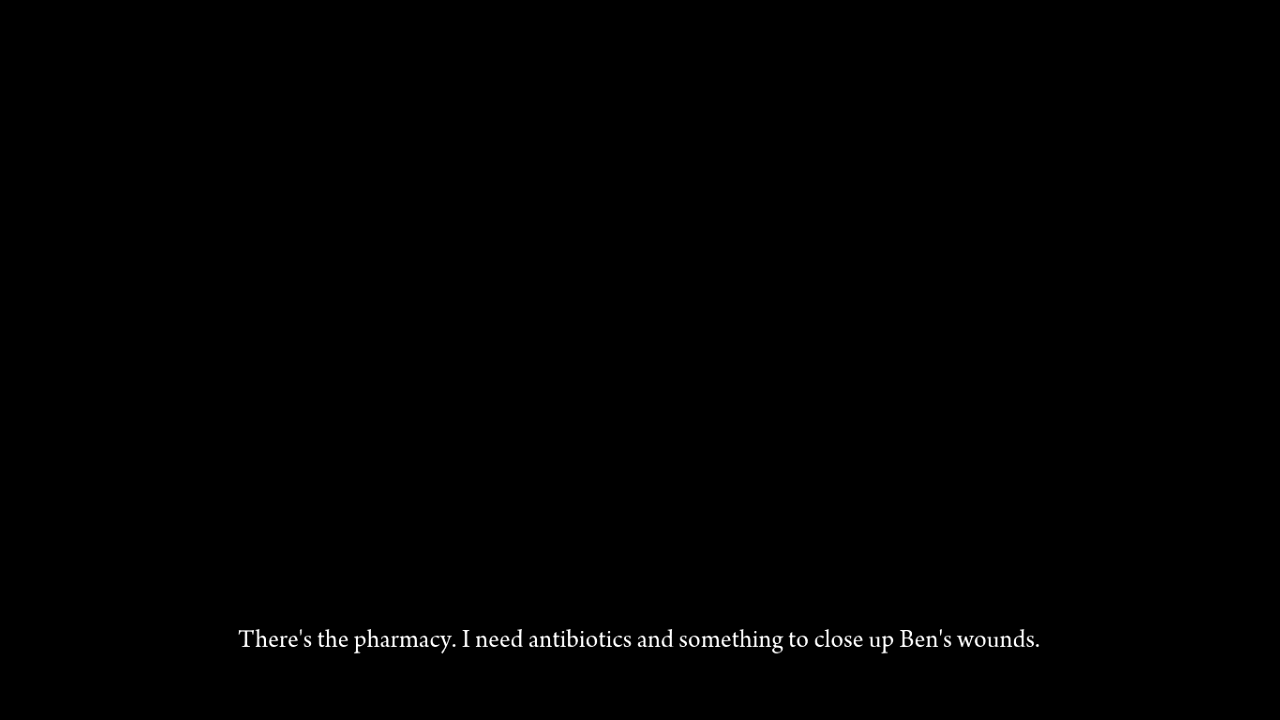 There's the pharmacy. I need antibiotics and something to close up Ben's wounds.